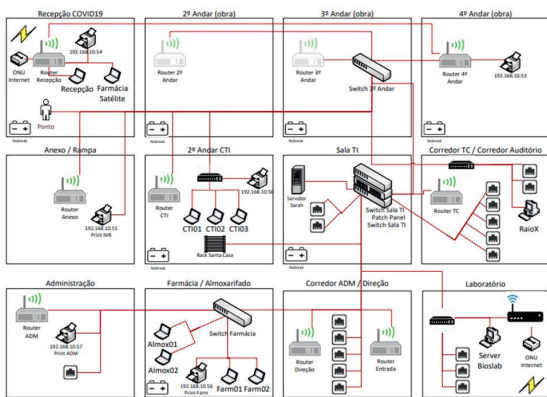 Recepção COVID19
2º Andar (obra)
3º Andar (obra)
4º Andar (obra)
192.168.10.54
ONU
Internet
Router
Recepção
Recepção
Farmácia
Satélite
Ponto
Nobreak
Router 2º
Andar
Nobreak
Router 3º
Andar
Switch 3º Andar
Nobreak
Router 4º
Andar
192.168.10.53
Nobreak
Anexo / Rampa
2º Andar CTI
Sala TI
Corredor TC / Corredor Auditório
Router
Anexo
192.168.10.51
Print NIR
Router
CTI
192.168.10.50
CTI01
CTI02
CTI03
Rack Santa Casa
Nobreak
Servidor
Sarah
Switch Sala TI
Patch Panel
Switch Sala TI
Nobreak
Router TC
RaioX
Administração
Farmácia / Almoxarifado
Corredor ADM / Direção
Laboratório
Router
ADM
192.168.10.57
Print ADM
Almox01
Almox02
Switch Farmácia
192.168.10.56
Print Farm
Farm01
Farm02
Router
Direção
Router
Entrada
Server
Bioslab
ONU
Internet